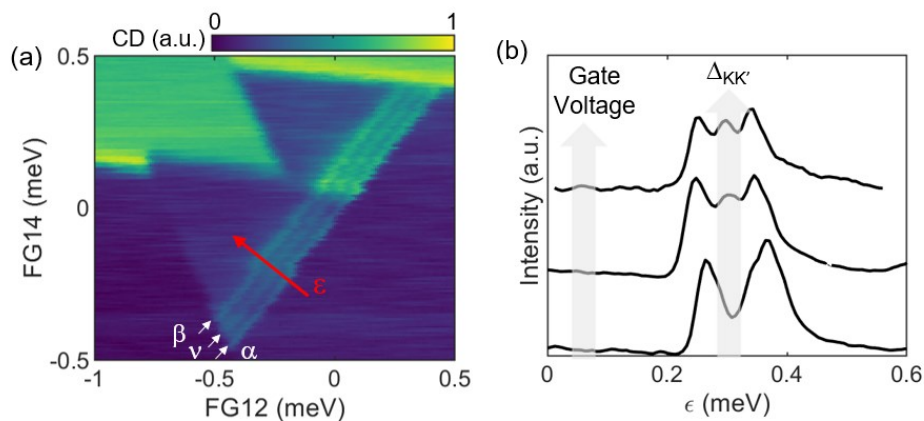 CD (a.u.)
0
1
(a)
0.5
0
-0.5
FG14 (meV)
-1
-0.5
0
0.5
FG12 (meV)
ε
β
ν
α
(b)
Gate
Voltage
Δ_KK'
Intensity (a.u.)
0
0.2
0.4
0.6
ϵ (meV)